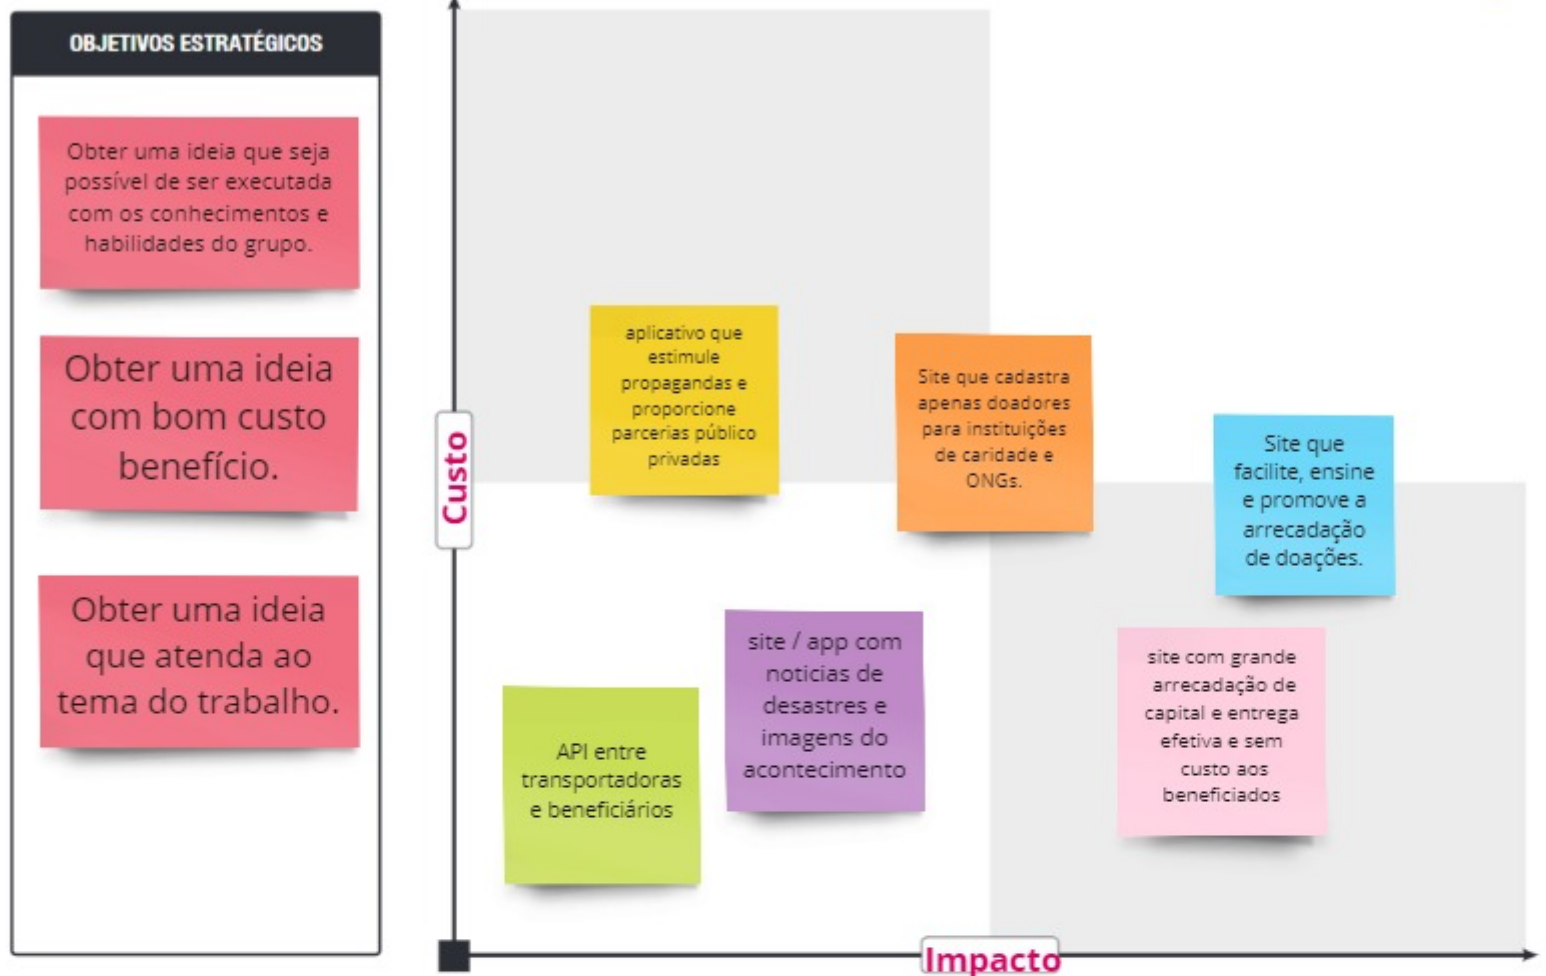 OBJETIVOS ESTRATÉGICOS
Obter uma ideia que seja
possível de ser executada
com os conhecimentos e
habilidades do grupo.
Obter uma ideia
com bom custo
benefício.
Obter uma ideia
que atenda ao
tema do trabalho.
Custo
aplicativo que
estimule
propagandas e
proporcione
parcerias público
privadas
Site que cadastra
apenas doadores
para instituições
de caridade e
ONGs.
Site que
facilite, ensine
e promove a
arrecadação
de doações.
API entre
transportadoras
e beneficiários
site / app com
noticias de
desastres e
imagens do
acontecimento
site com grande
arrecadação de
capital e entrega
efetiva e sem
custo aos
beneficiados
Impacto